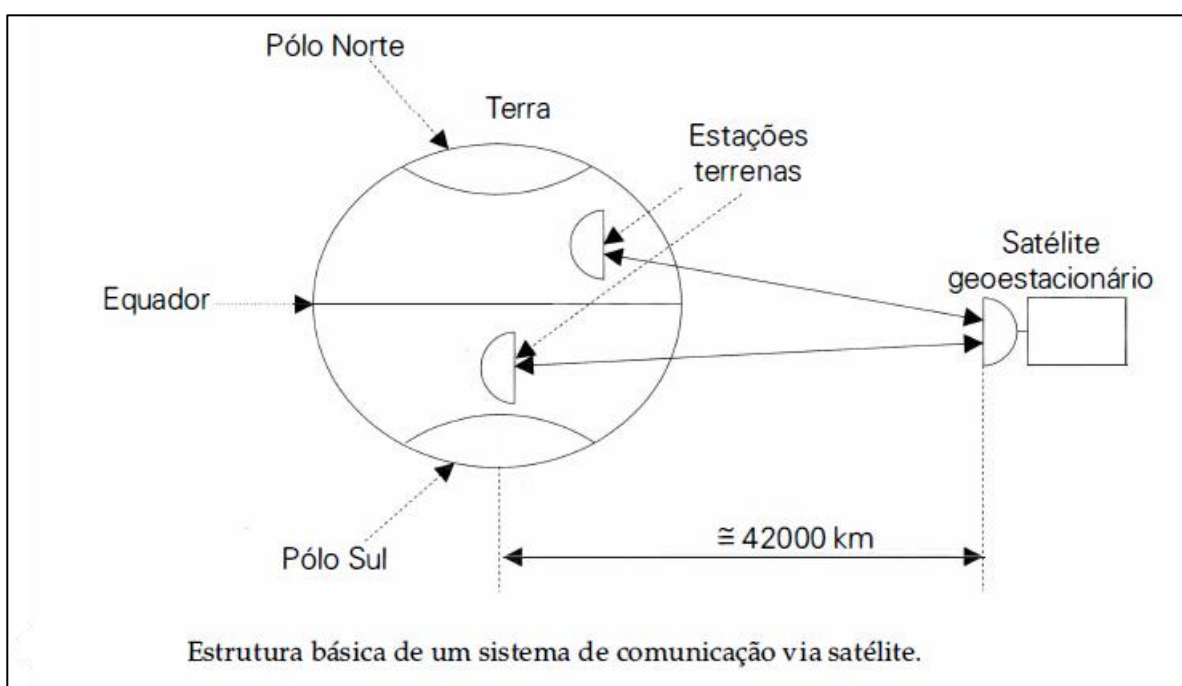 Pólo Norte
Terra
Estações
terrenas
Satélite
geoestacionário
Equador
≅ 42000 km
Pólo Sul
Estrutura básica de um sistema de comunicação via satélite.